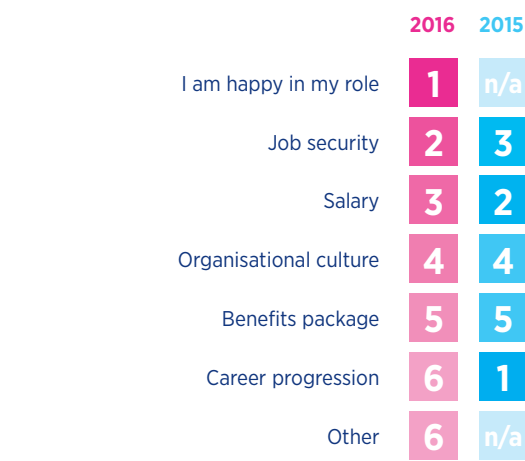 2016 2015
I am happy in my role 1 n/a
Job security 2 3
Salary 3 2
Organisational culture 4 4
Benefits package 5 5
Career progression 6 1
Other 6 n/a